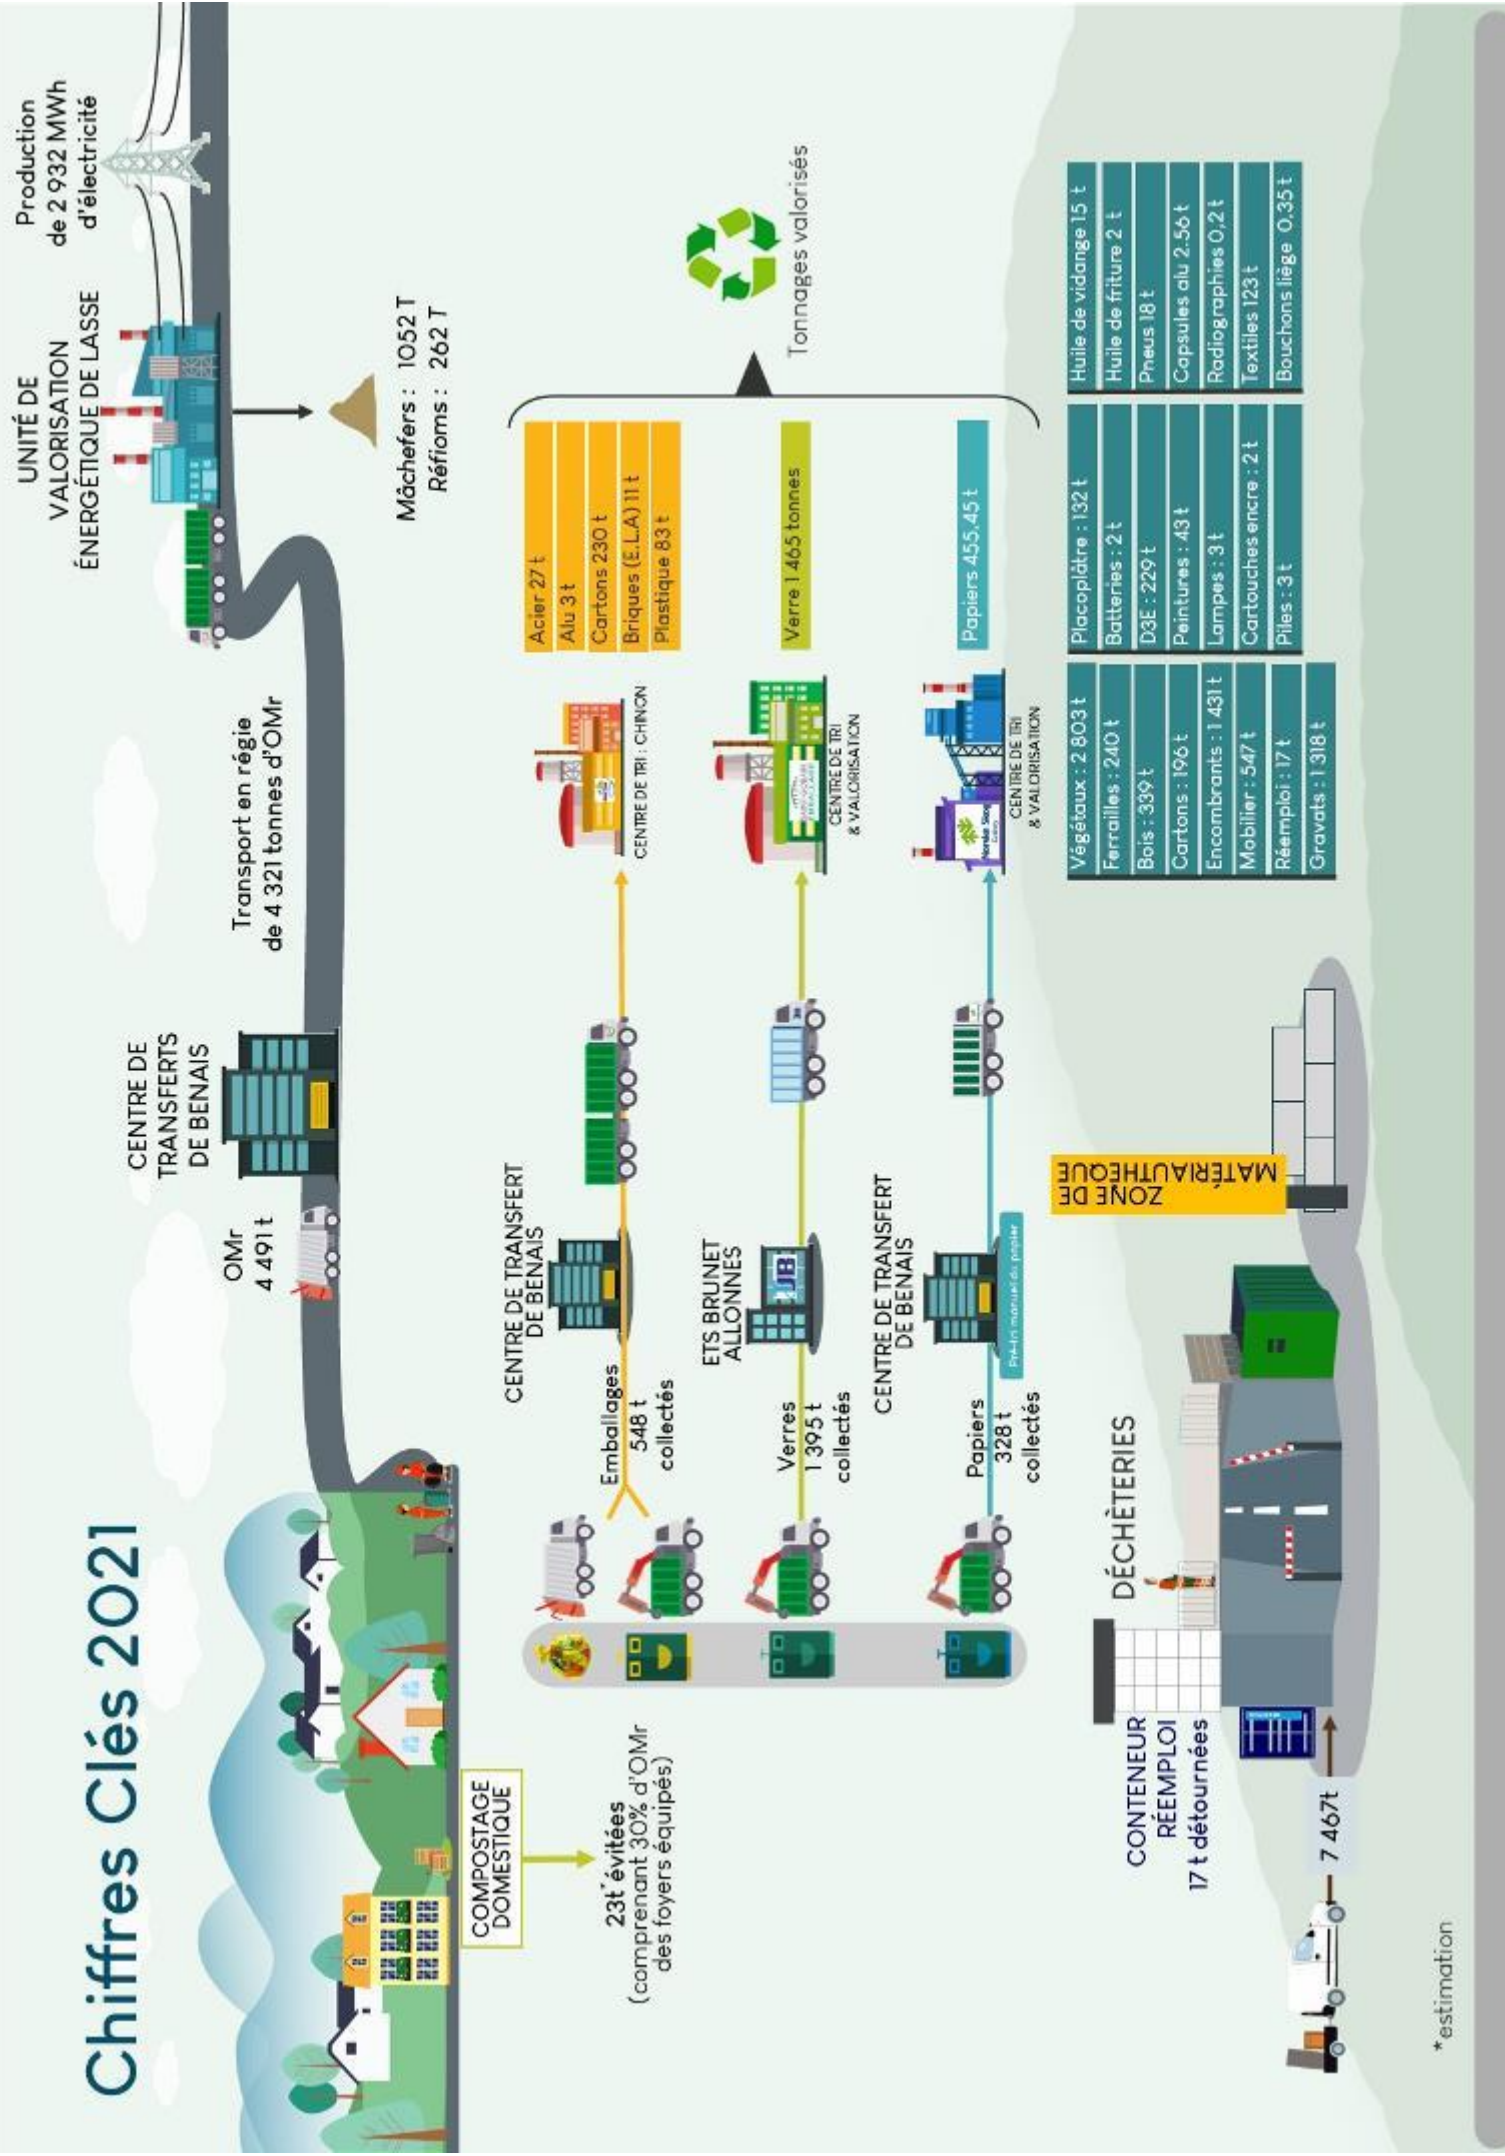 Chiffres Clés 2021
OMr
4 491 t
CENTRE DE
TRANSFERTS
DE BENAIS
Transport en régie
de 4 321 tonnes d'OMr
UNITÉ DE
VALORISATION
ÉNERGÉTIQUE DE LASSE
Production
de 2 932 MWh
d'électricité
Mâchefers : 1052 T
Réfioms : 262 T
COMPOSTAGE
DOMESTIQUE
23t*évitées
(comprenant 30% d'OMr
des foyers équipés)
Emballages
548 t
collectés
CENTRE DE TRANSFERT
DE BENAIS
CENTRE DE TRI : CHINON
Acier 27 t
Alu 3 t
Cartons 230 t
Briques (E.L.A) 11 t
Plastique 83 t
Verres
1 395 t
collectés
ETS BRUNET
ALLONNES
JB
CENTRE DE TRI
& VALORISATION
Verre 1 465 tonnes
Papiers
328 t
collectés
CENTRE DE TRANSFERT
DE BENAIS
Pré-tri manuel du papier
Norske Skog
CENTRE DE TRI
& VALORISATION
Papiers 455.45 t
Tonnages valorisés
DÉCHÈTERIES
CONTENEUR
RÉEMPLOI
17 t détournées
7 467t
ZONE DE
MATÉRIAUTHÈQUE
Végétaux : 2 803 t
Ferrailles : 240 t
Bois : 339 t
Cartons : 196 t
Encombrants : 1 431 t
Mobilier : 547 t
Réemploi : 17 t
Gravats : 1 318 t
Placoplâtre : 132 t
Batteries : 2 t
D3E : 229 t
Peintures : 43 t
Lampes : 3 t
Cartouches encre : 2 t
Piles : 3 t
Huile de vidange 15 t
Huile de friture 2 t
Pneus 18 t
Capsules alu 2.56 t
Radiographies 0,2 t
Textiles 123 t
Bouchons liège 0.35 t
*estimation